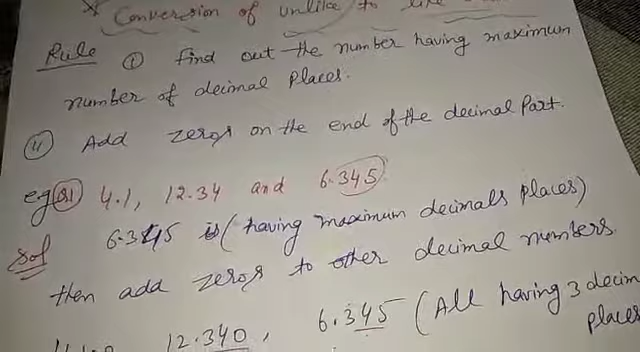 * Conversion of unlike to like
Rule (i) find out the number having maximum
number of decimal places.
(ii) Add zeros on the end of the decimal Part.
eg Q1 4.1, 12.34 and 6.345
Sol 6.345 is (having maximum decimals places)
then add zeros to other decimal numbers.
12.340, 6.345 (All having 3 decim
places